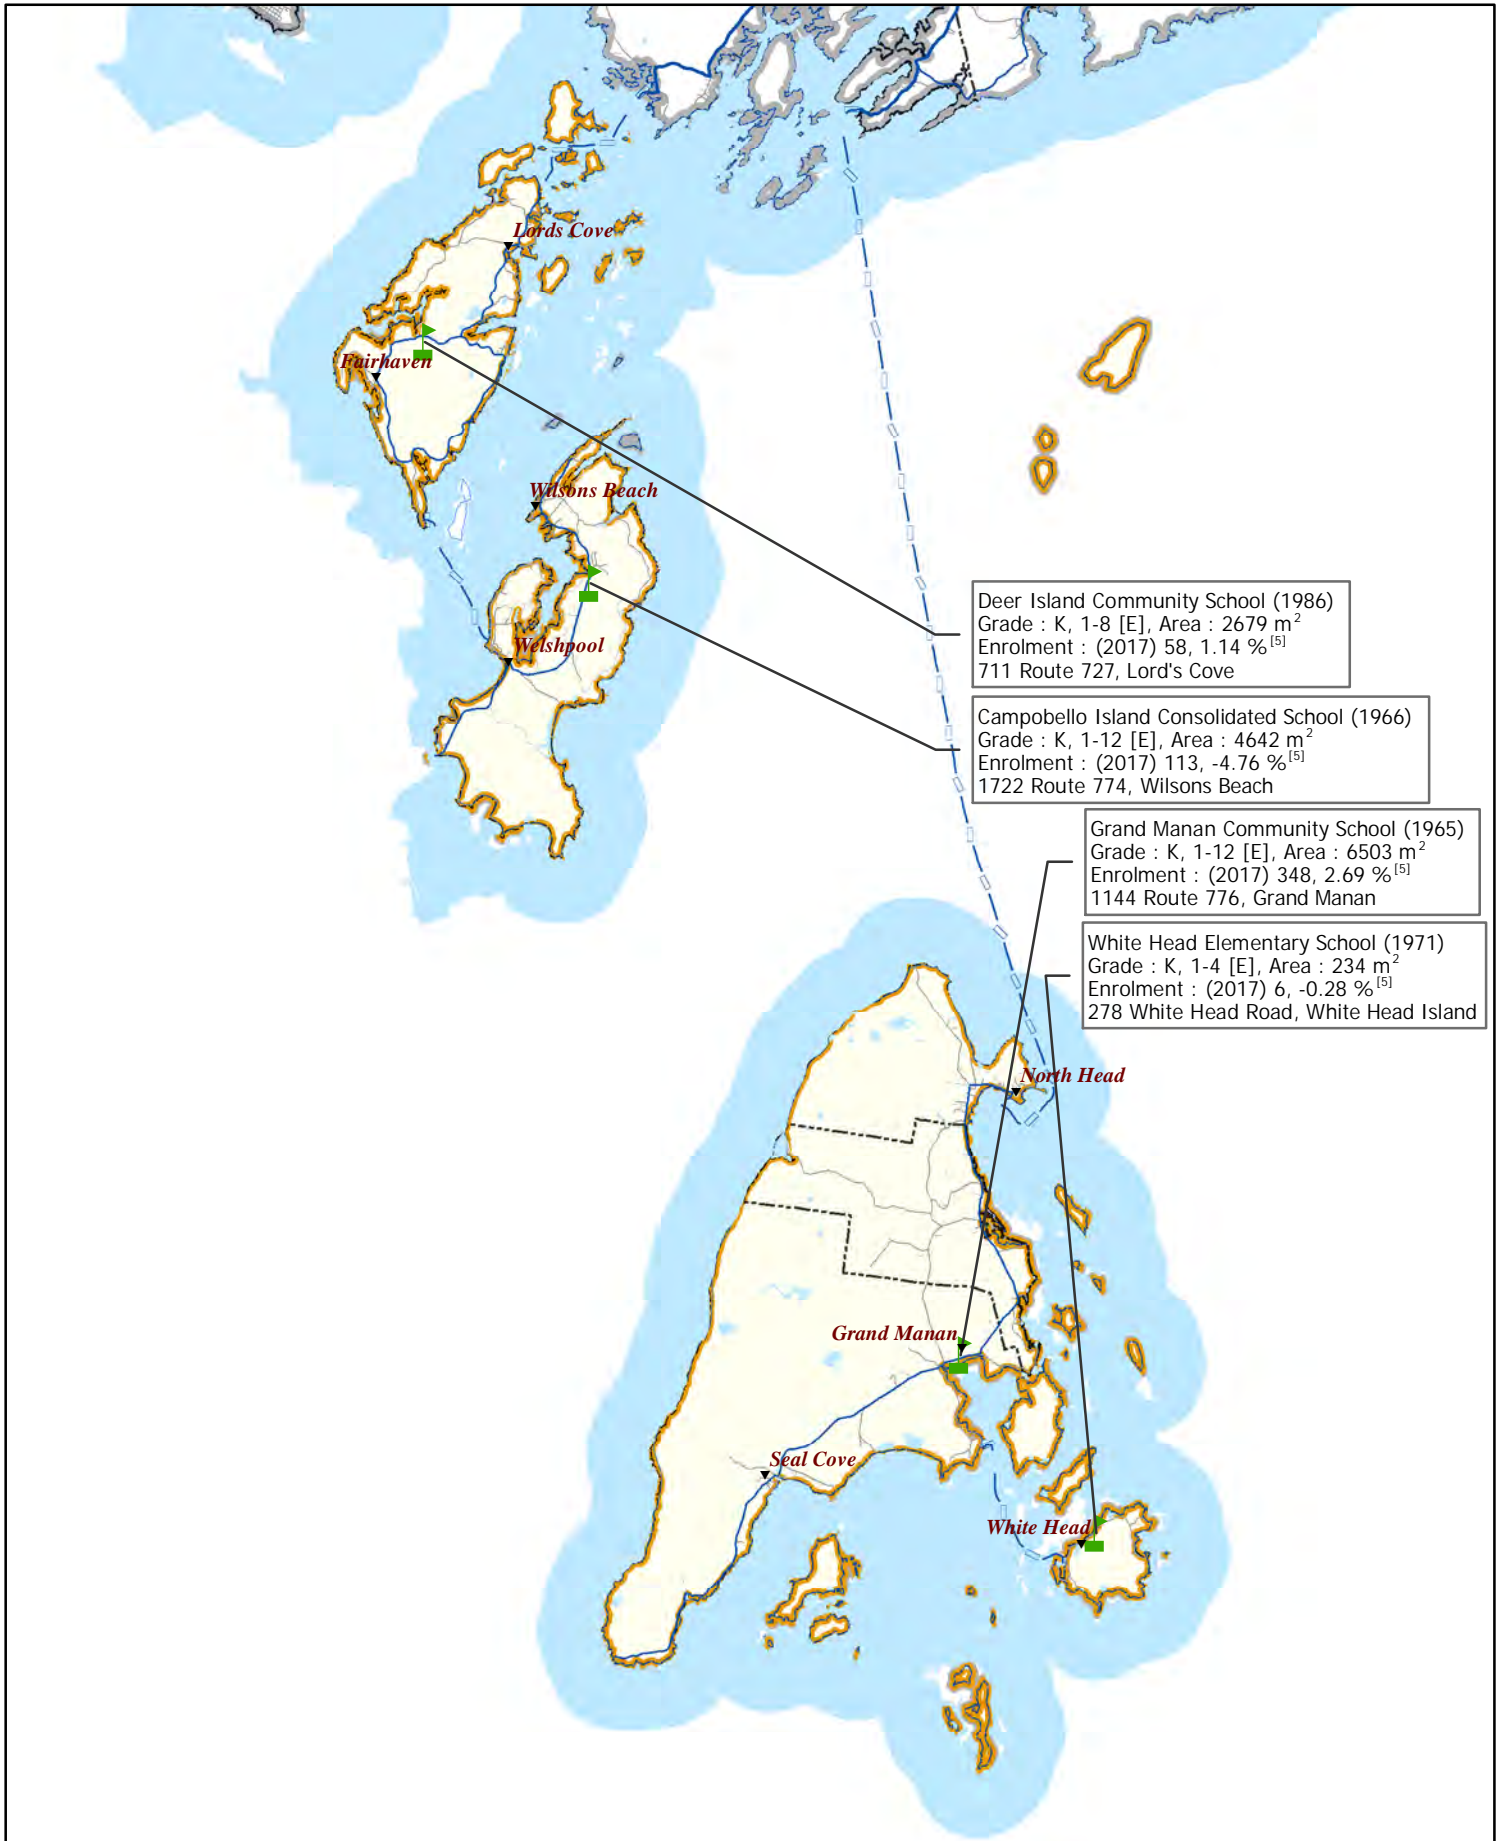 Lords Cove
Fairhaven
Wilsons Beach
Welshpool
Deer Island Community School (1986)
Grade : K, 1-8 [E], Area : 2679 m²
Enrolment : (2017) 58, 1.14 %[5]
711 Route 727, Lord's Cove
Campobello Island Consolidated School (1966)
Grade : K, 1-12 [E], Area : 4642 m²
Enrolment : (2017) 113, -4.76 %[5]
1722 Route 774, Wilsons Beach
Grand Manan Community School (1965)
Grade : K, 1-12 [E], Area : 6503 m²
Enrolment : (2017) 348, 2.69 %[5]
1144 Route 776, Grand Manan
White Head Elementary School (1971)
Grade : K, 1-4 [E], Area : 234 m²
Enrolment : (2017) 6, -0.28 %[5]
278 White Head Road, White Head Island
North Head
Grand Manan
Seal Cove
White Head